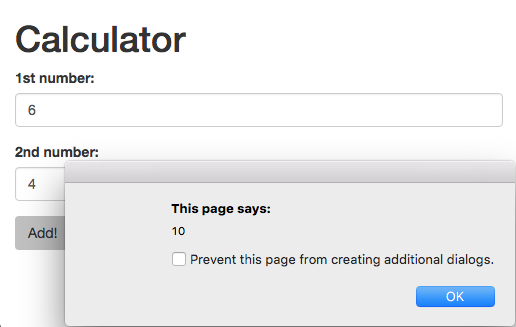 Calculator
1st number:
6
2nd number:
4
Add!
This page says:
10
Prevent this page from creating additional dialogs.
OK